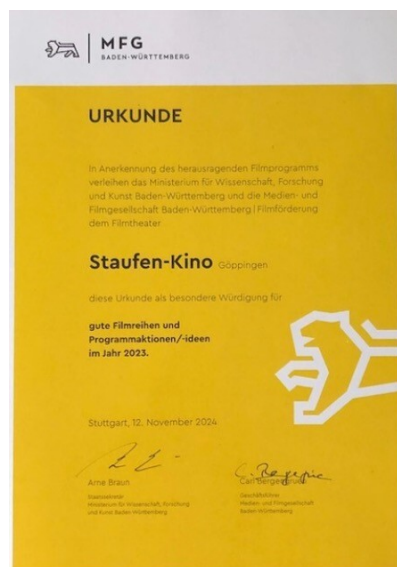 MFG
BADEN-WÜRTTEMBERG
URKUNDE
In Anerkennung des herausragenden Filmprogramms
verleihen das Ministerium für Wissenschaft, Forschung
und Kunst Baden-Württemberg und die Medien- und
Filmgesellschaft Baden-Württemberg | Filmförderung
dem Filmtheater
Staufen-Kino Göppingen
diese Urkunde als besondere Würdigung für
gute Filmreihen und
Programmaktionen/-ideen
im Jahr 2023.
Stuttgart, 12. November 2024
Arne Braun
Staatssekretär
Ministerium für Wissenschaft, Forschung
und Kunst Baden-Württemberg
Carl Bergengruen
Geschäftsführer
Medien- und Filmgesellschaft
Baden-Württemberg